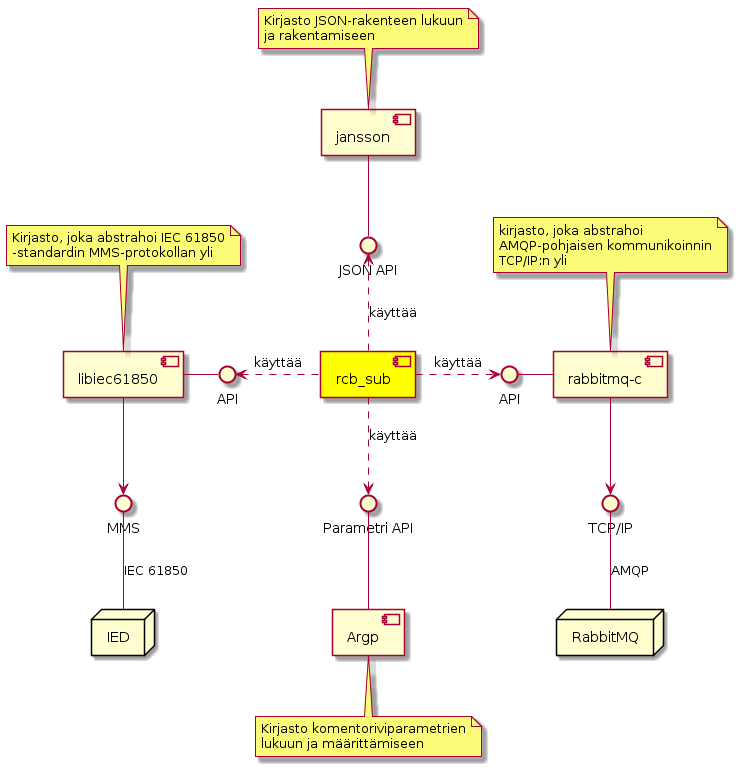 Kirjasto JSON-rakenteen lukuun
ja rakentamiseen
jansson
JSON API
käyttää
Kirjasto, joka abstrahoi IEC 61850
-standardin MMS-protokollan yli
kirjasto, joka abstrahoi
AMQP-pohjaisen kommunikoinnin
TCP/IP:n yli
libiec61850
API
käyttää
rcb_sub
käyttää
API
rabbitmq-c
käyttää
MMS
Parametri API
TCP/IP
IEC 61850
AMQP
IED
Argp
RabbitMQ
Kirjasto komentoriviparametrien
lukuun ja määrittämiseen